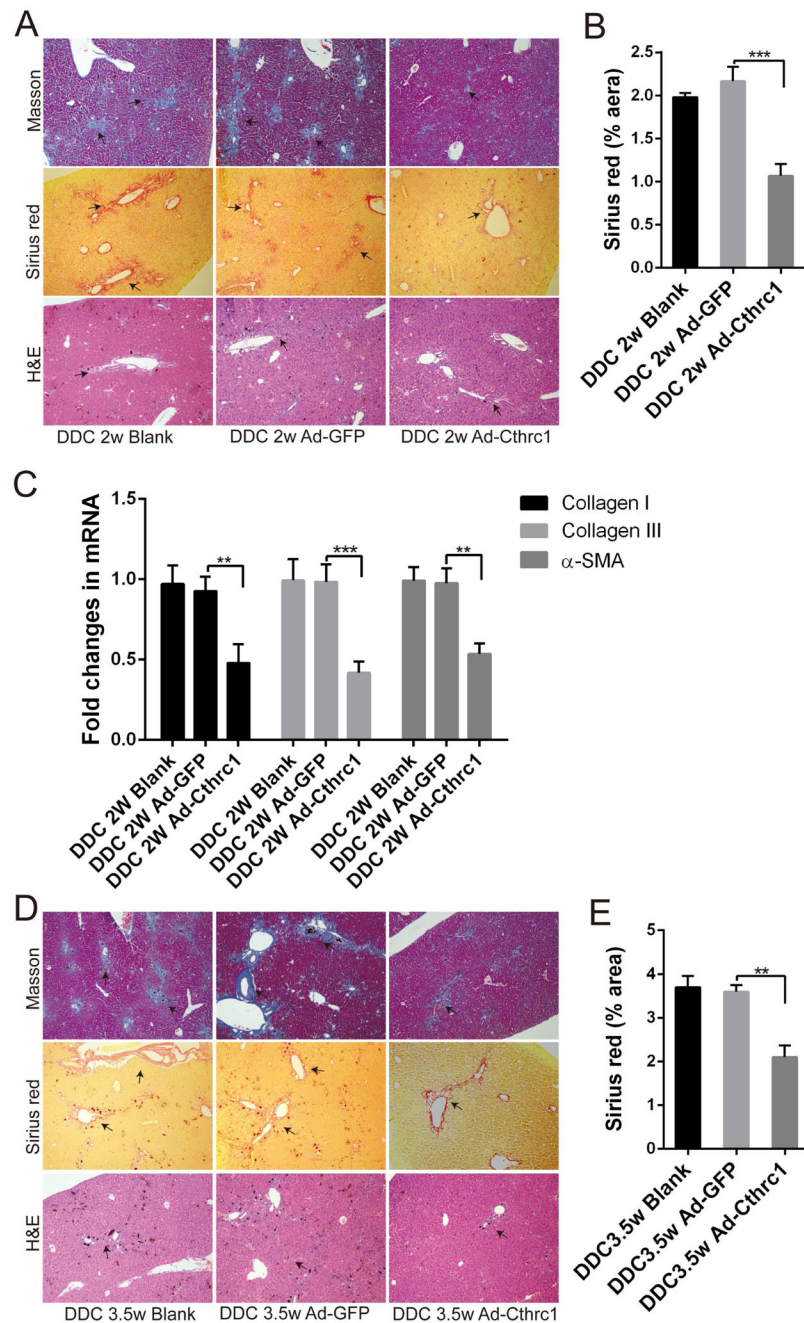 A
Masson
Sirius red
H&E
DDC 2w Blank
DDC 2w Ad-GFP
DDC 2w Ad-Cthrc1
B
Sirius red (% aera)
2.5
2.0
1.5
1.0
0.5
0.0
***
DDC 2w Blank
DDC 2w Ad-GFP
DDC 2w Ad-Cthrc1
C
Fold changes in mRNA
1.5
1.0
0.5
0.0
**
***
**
Collagen I
Collagen III
α-SMA
DDC 2W Blank
DDC 2W Ad-GFP
DDC 2W Ad-Cthrc1
DDC 2W Blank
DDC 2W Ad-GFP
DDC 2W Ad-Cthrc1
DDC 2W Blank
DDC 2W Ad-GFP
DDC 2W Ad-Cthrc1
D
Masson
Sirius red
H&E
DDC 3.5w Blank
DDC 3.5w Ad-GFP
DDC 3.5w Ad-Cthrc1
E
Sirius red (% area)
5
4
3
2
1
0
**
DDC3.5w Blank
DDC3.5w Ad-GFP
DDC3.5w Ad-Cthrc1